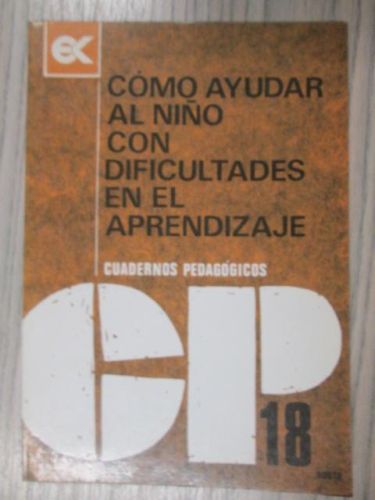 EK
CÓMO AYUDAR
AL NIÑO
CON
DIFICULTADES
EN EL
APRENDIZAJE
CUADERNOS PEDAGÓGICOS
CP
18